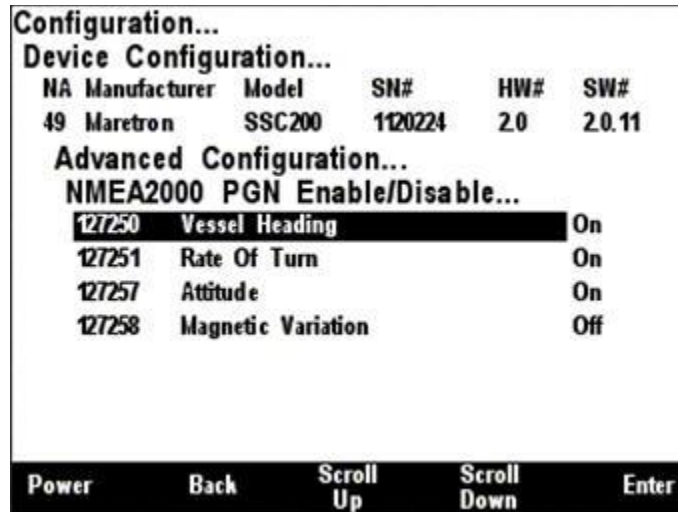 Configuration...
Device Configuration...
NA Manufacturer Model SN# HW# SW#
49 Maretron SSC200 1120224 2.0 2.0.11
Advanced Configuration...
NMEA2000 PGN Enable/Disable...
127250 Vessel Heading On
127251 Rate Of Turn On
127257 Attitude On
127258 Magnetic Variation Off
Power Back Scroll Up Scroll Down Enter